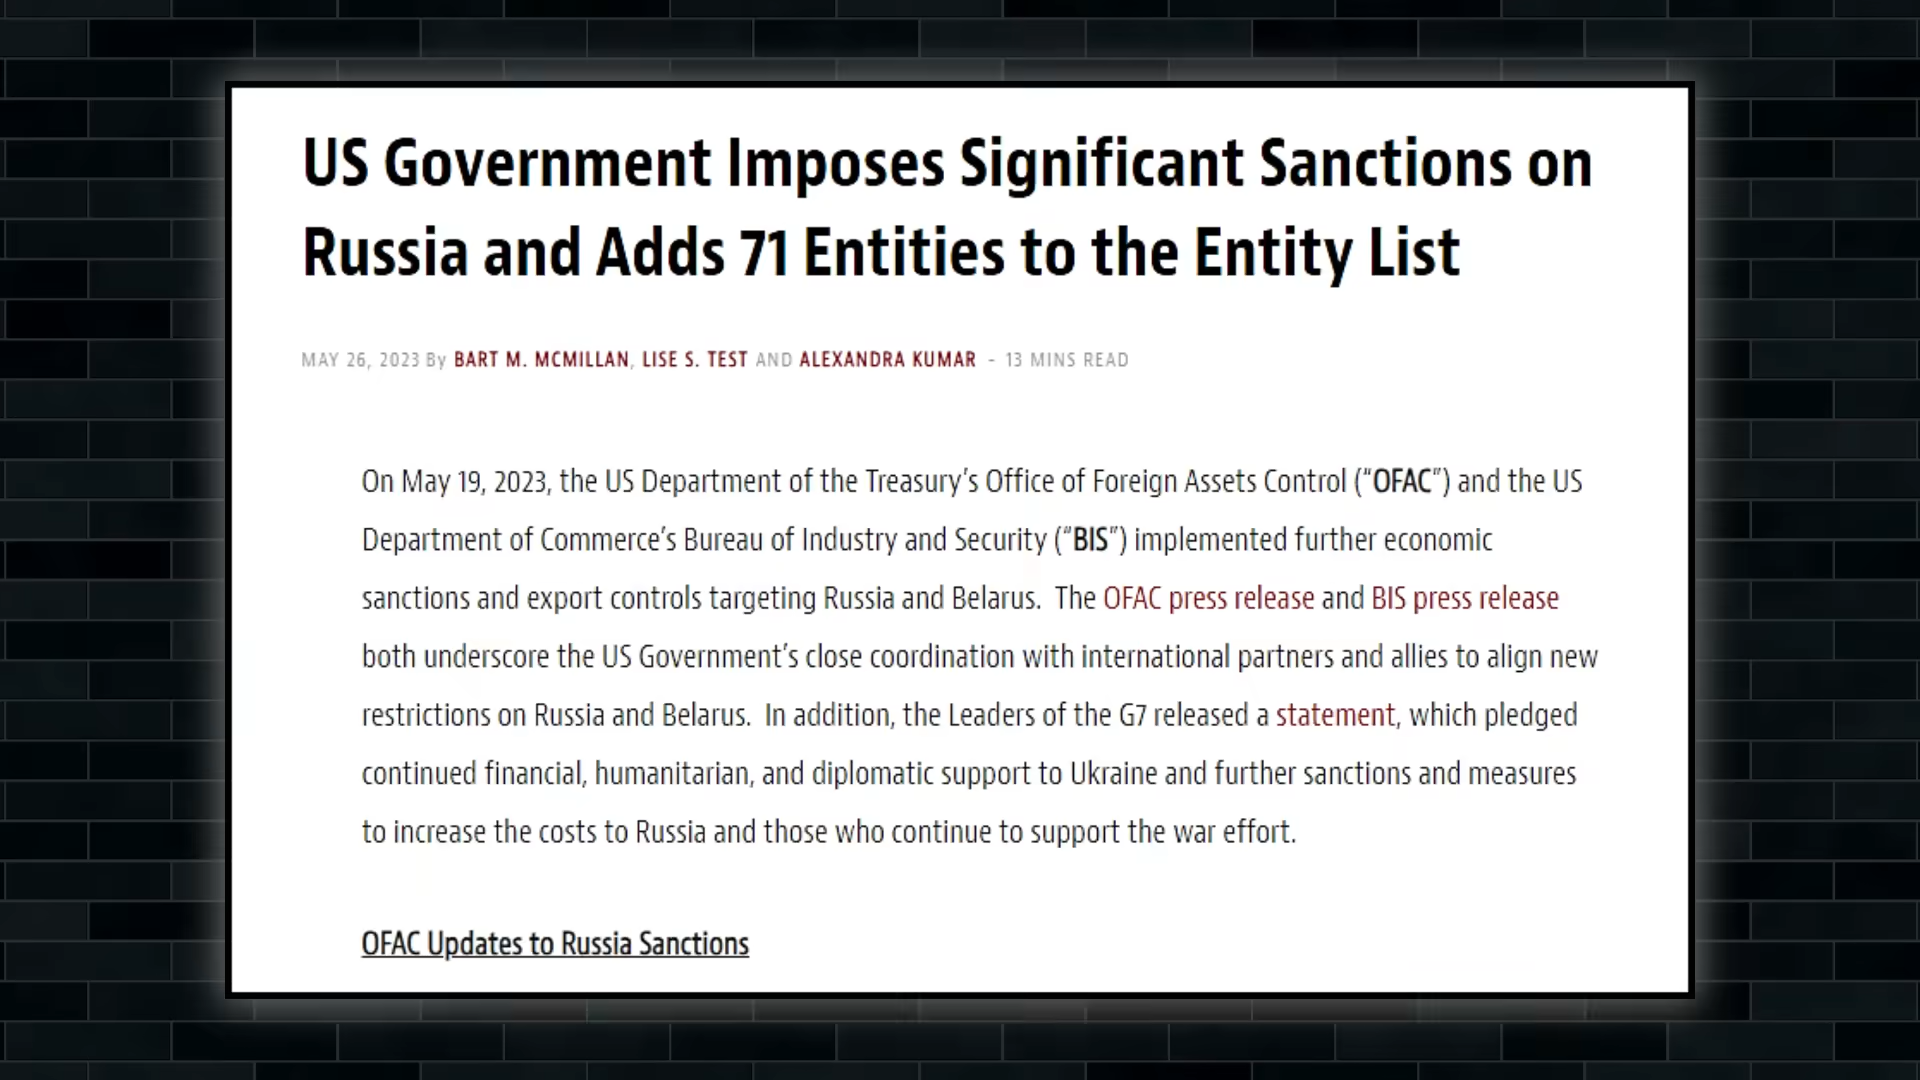 US Government Imposes Significant Sanctions on
Russia and Adds 71 Entities to the Entity List
MAY 26, 2023 By BART M. MCMILLAN, LISE S. TEST AND ALEXANDRA KUMAR - 13 MINS READ
On May 19, 2023, the US Department of the Treasury’s Office of Foreign Assets Control (“OFAC”) and the US
Department of Commerce’s Bureau of Industry and Security (“BIS”) implemented further economic
sanctions and export controls targeting Russia and Belarus. The OFAC press release and BIS press release
both underscore the US Government’s close coordination with international partners and allies to align new
restrictions on Russia and Belarus. In addition, the Leaders of the G7 released a statement, which pledged
continued financial, humanitarian, and diplomatic support to Ukraine and further sanctions and measures
to increase the costs to Russia and those who continue to support the war effort.
OFAC Updates to Russia Sanctions